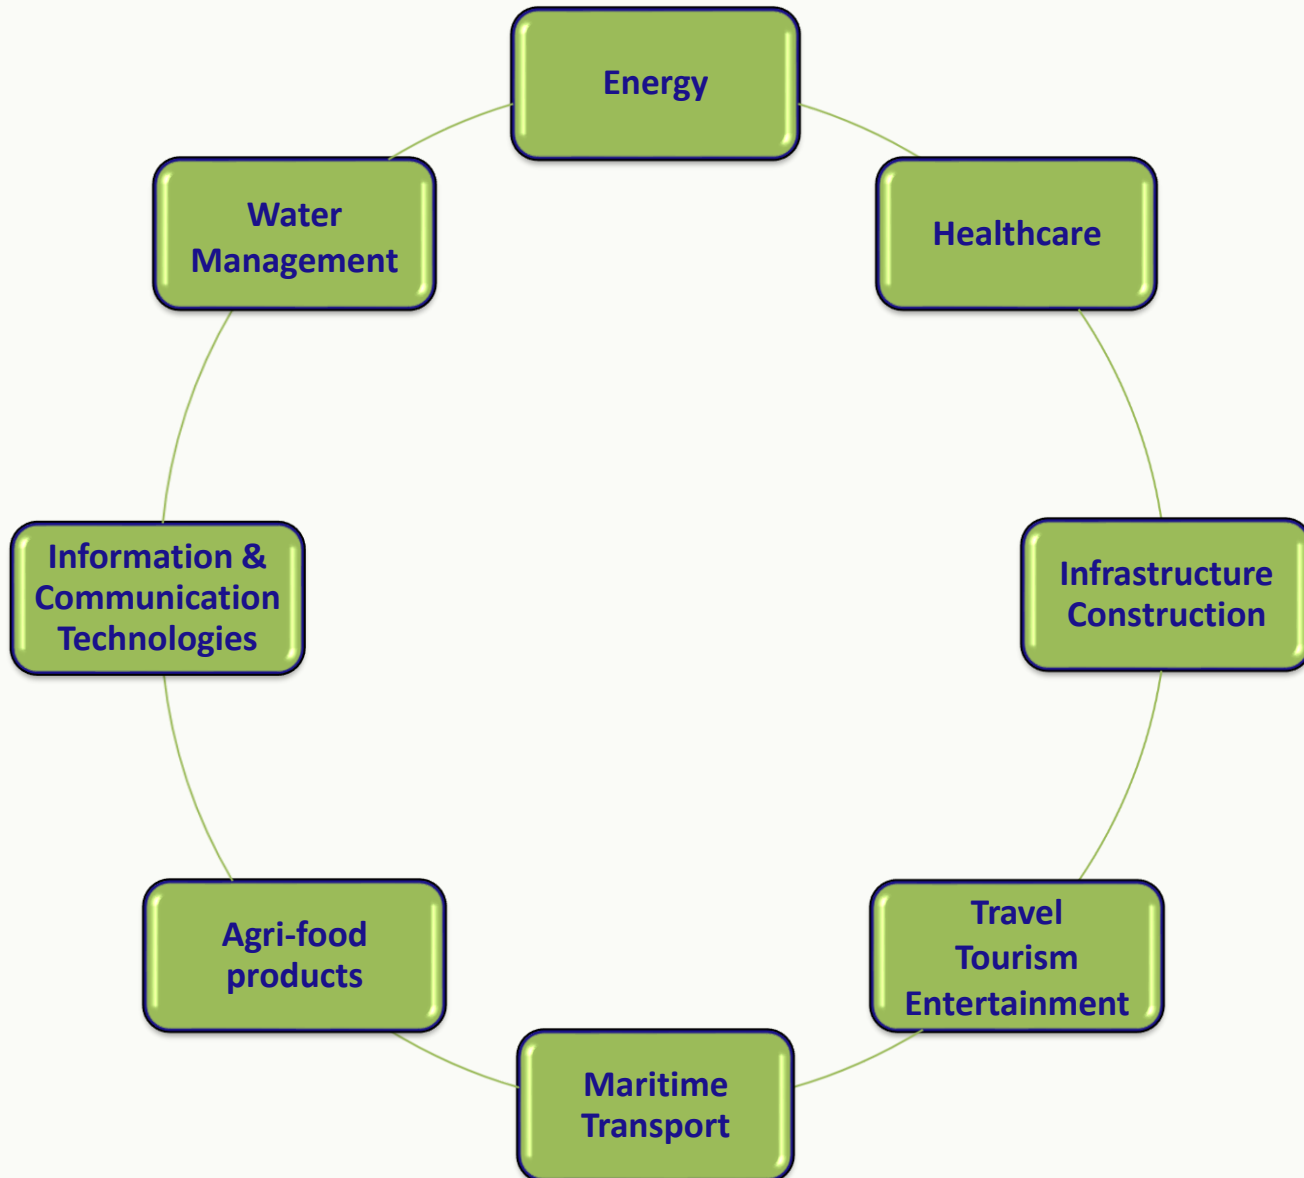 Energy
Water
Management
Healthcare
Information &
Communication
Technologies
Infrastructure
Construction
Agri-food
products
Travel
Tourism
Entertainment
Maritime
Transport